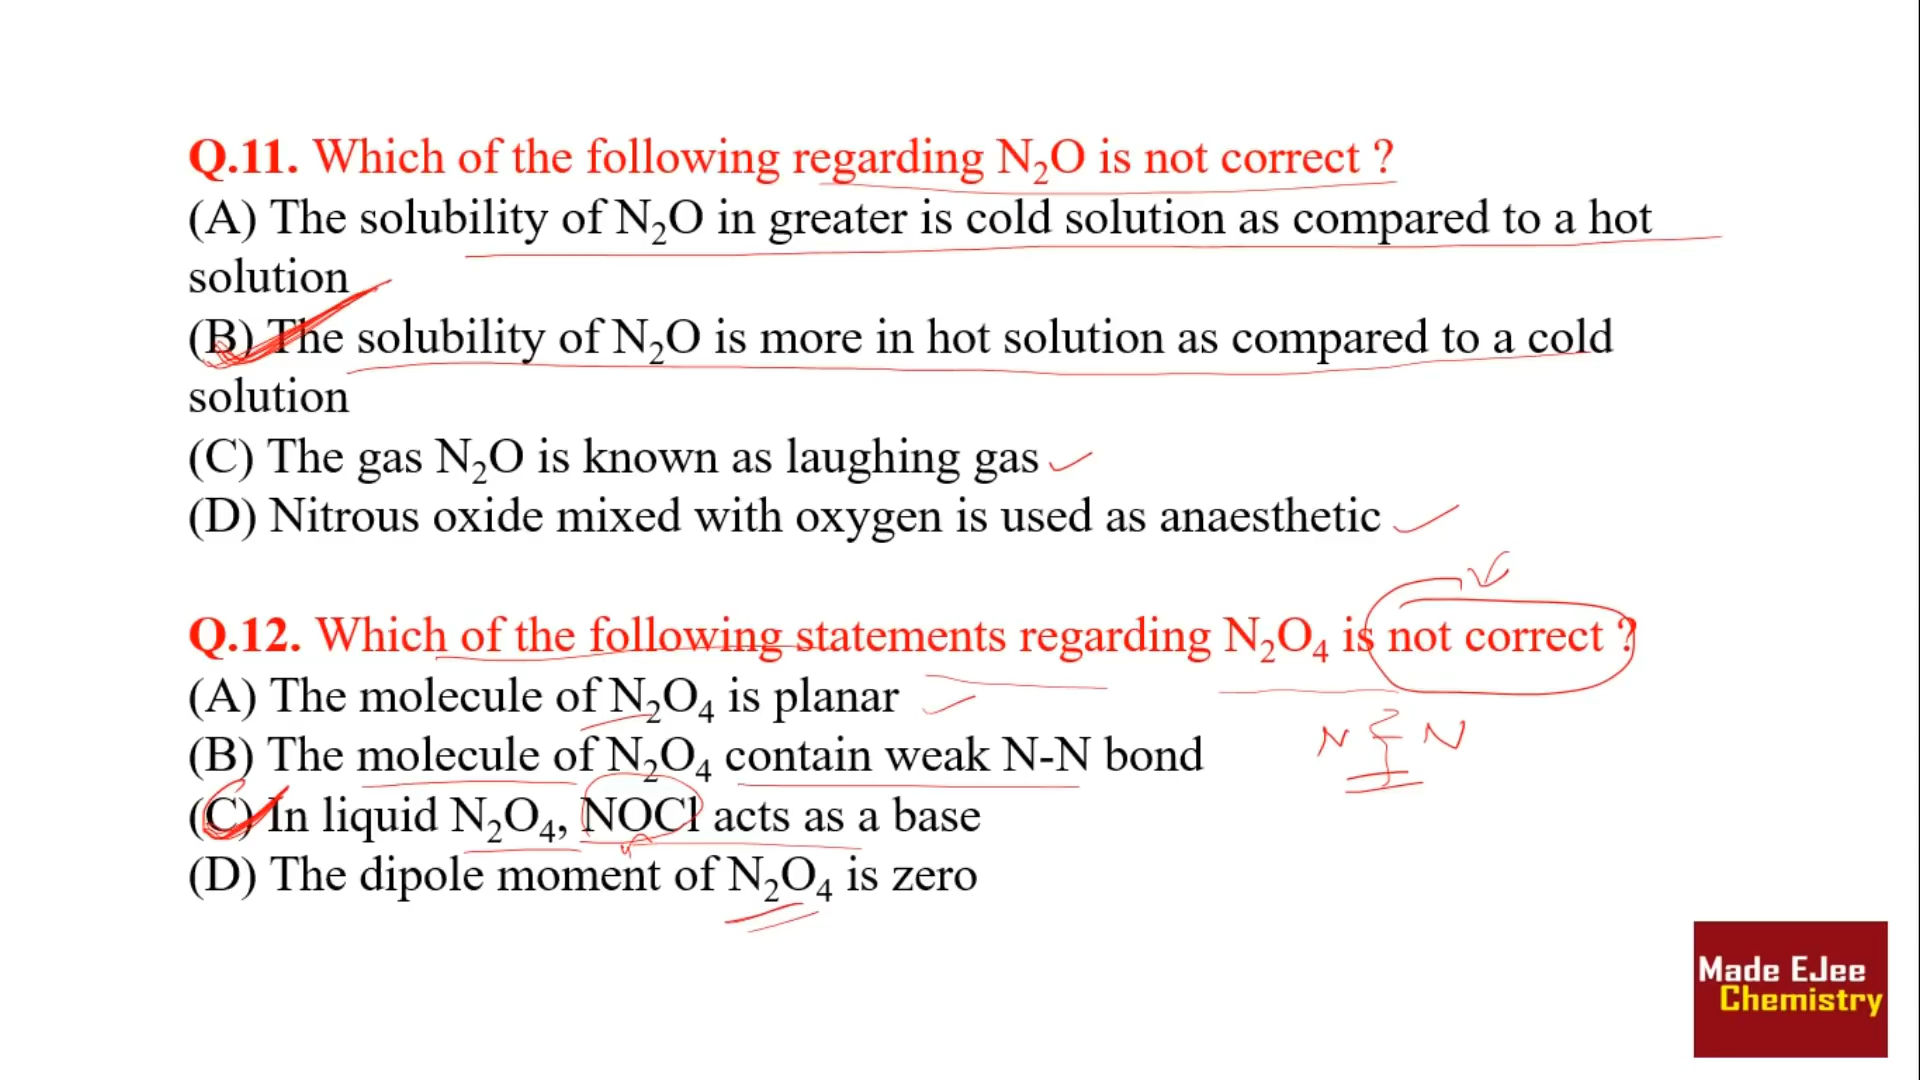 Q.11. Which of the following regarding N₂O is not correct ?
(A) The solubility of N₂O in greater is cold solution as compared to a hot
solution
(B) The solubility of N₂O is more in hot solution as compared to a cold
solution
(C) The gas N₂O is known as laughing gas
(D) Nitrous oxide mixed with oxygen is used as anaesthetic
Q.12. Which of the following statements regarding N₂O₄ is not correct ?
(A) The molecule of N₂O₄ is planar
(B) The molecule of N₂O₄ contain weak N-N bond
N N
(C) In liquid N₂O₄, NOCl acts as a base
(D) The dipole moment of N₂O₄ is zero
Made EJee
Chemistry